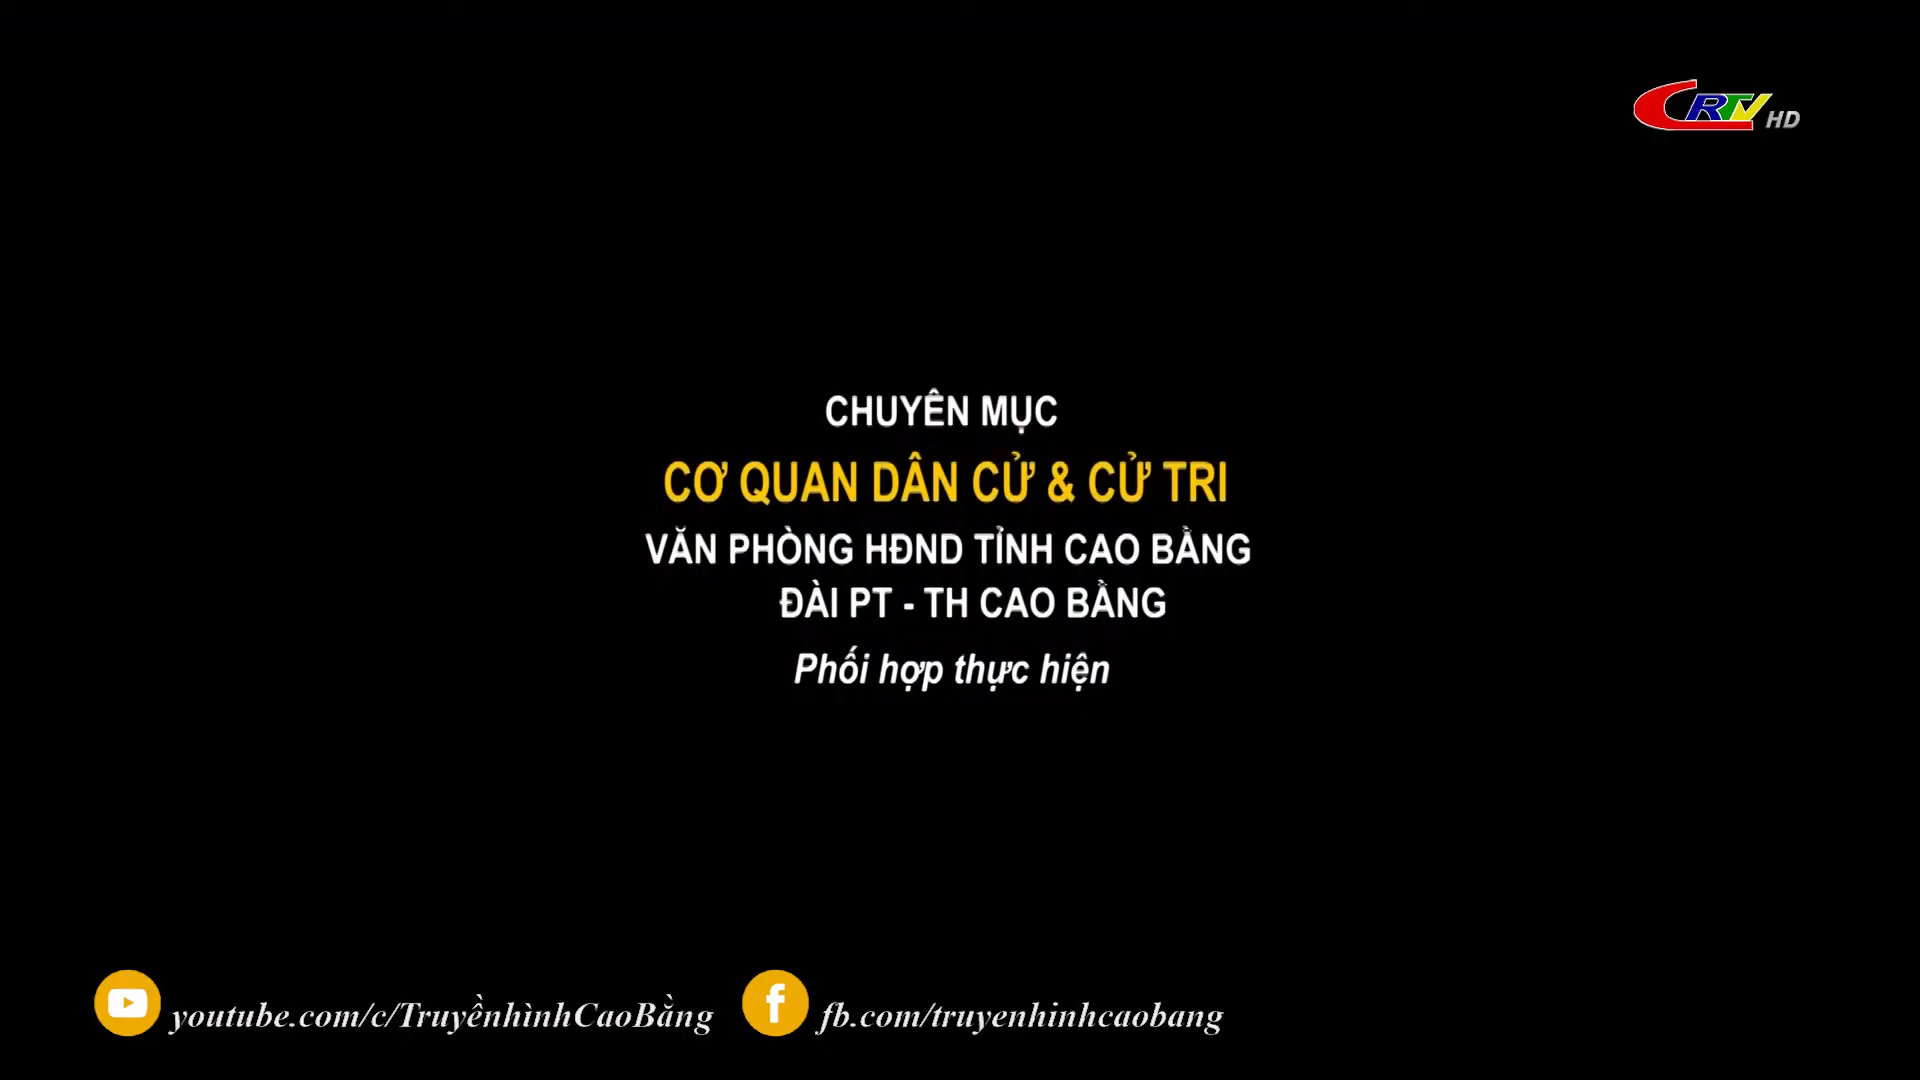 CRTV HD
CHUYÊN MỤC
CƠ QUAN DÂN CỬ & CỬ TRI
VĂN PHÒNG HĐND TỈNH CAO BẰNG
ĐÀI PT - TH CAO BẰNG
Phối hợp thực hiện
youtube.com/c/TruyềnhìnhCaoBằng
fb.com/truyenhinhcaobang